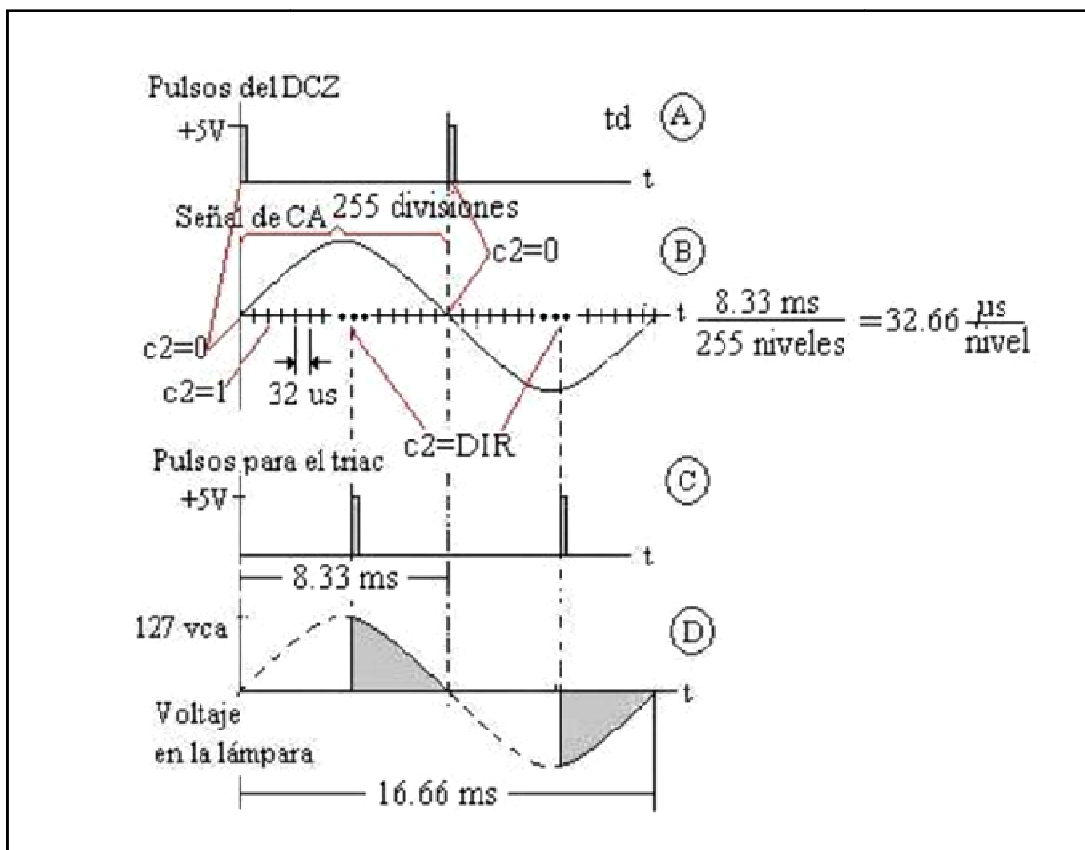 Pulsos del DCZ
+5V
td A
t
Señal de CA
255 divisiones
c2=0
B
t
8.33 ms
255 niveles
=32.66 µs
nivel
c2=0
c2=1
32 us
c2=DIR
Pulsos para el triac
+5V
C
t
8.33 ms
127 vca
D
t
Voltaje
en la lámpara
16.66 ms